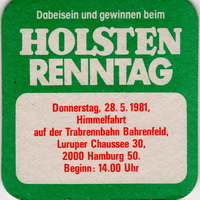 Dabeisein und gewinnen beim
HOLSTEN
RENNTAG
Donnerstag, 28. 5. 1981,
Himmelfahrt
auf der Trabrennbahn Bahrenfeld,
Luruper Chaussee 30,
2000 Hamburg 50.
Beginn: 14.00 Uhr